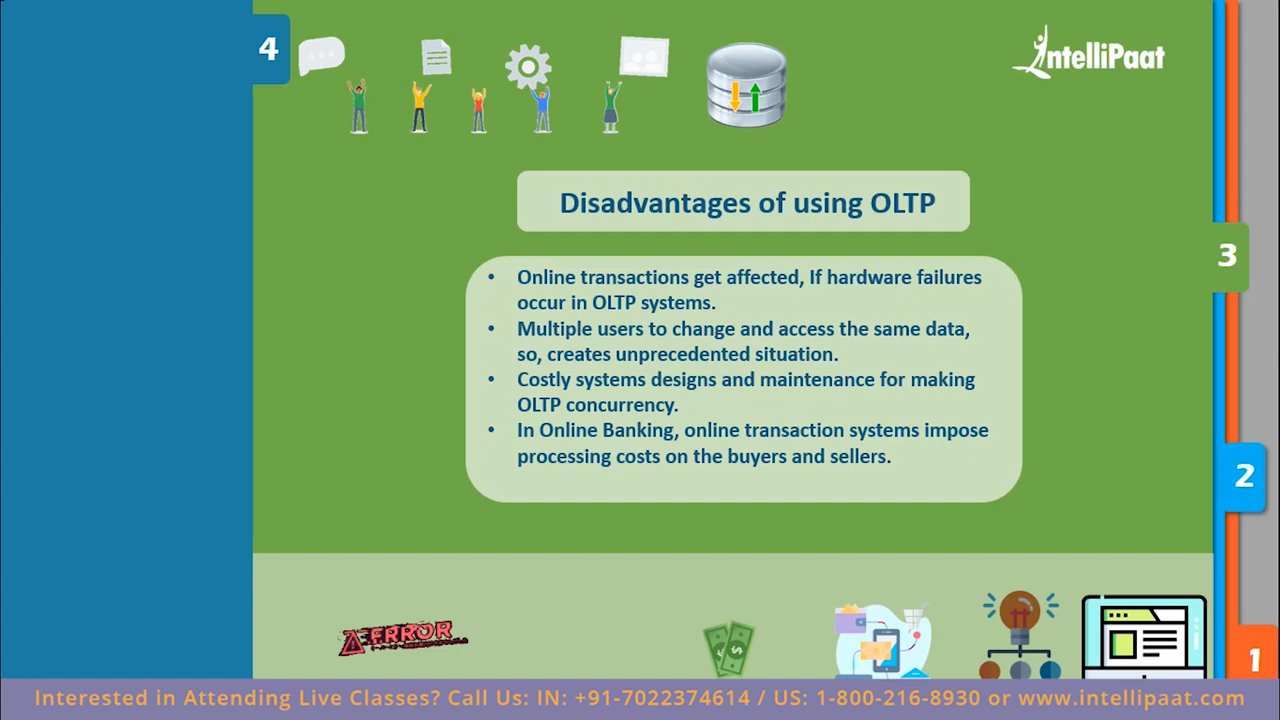 4
IntelliPaat
Disadvantages of using OLTP
• Online transactions get affected, If hardware failures
occur in OLTP systems.
• Multiple users to change and access the same data,
so, creates unprecedented situation.
• Costly systems designs and maintenance for making
OLTP concurrency.
• In Online Banking, online transaction systems impose
processing costs on the buyers and sellers.
3
2
1
ERROR
Interested in Attending Live Classes? Call Us: IN: +91-7022374614 / US: 1-800-216-8930 or www.intellipaat.com